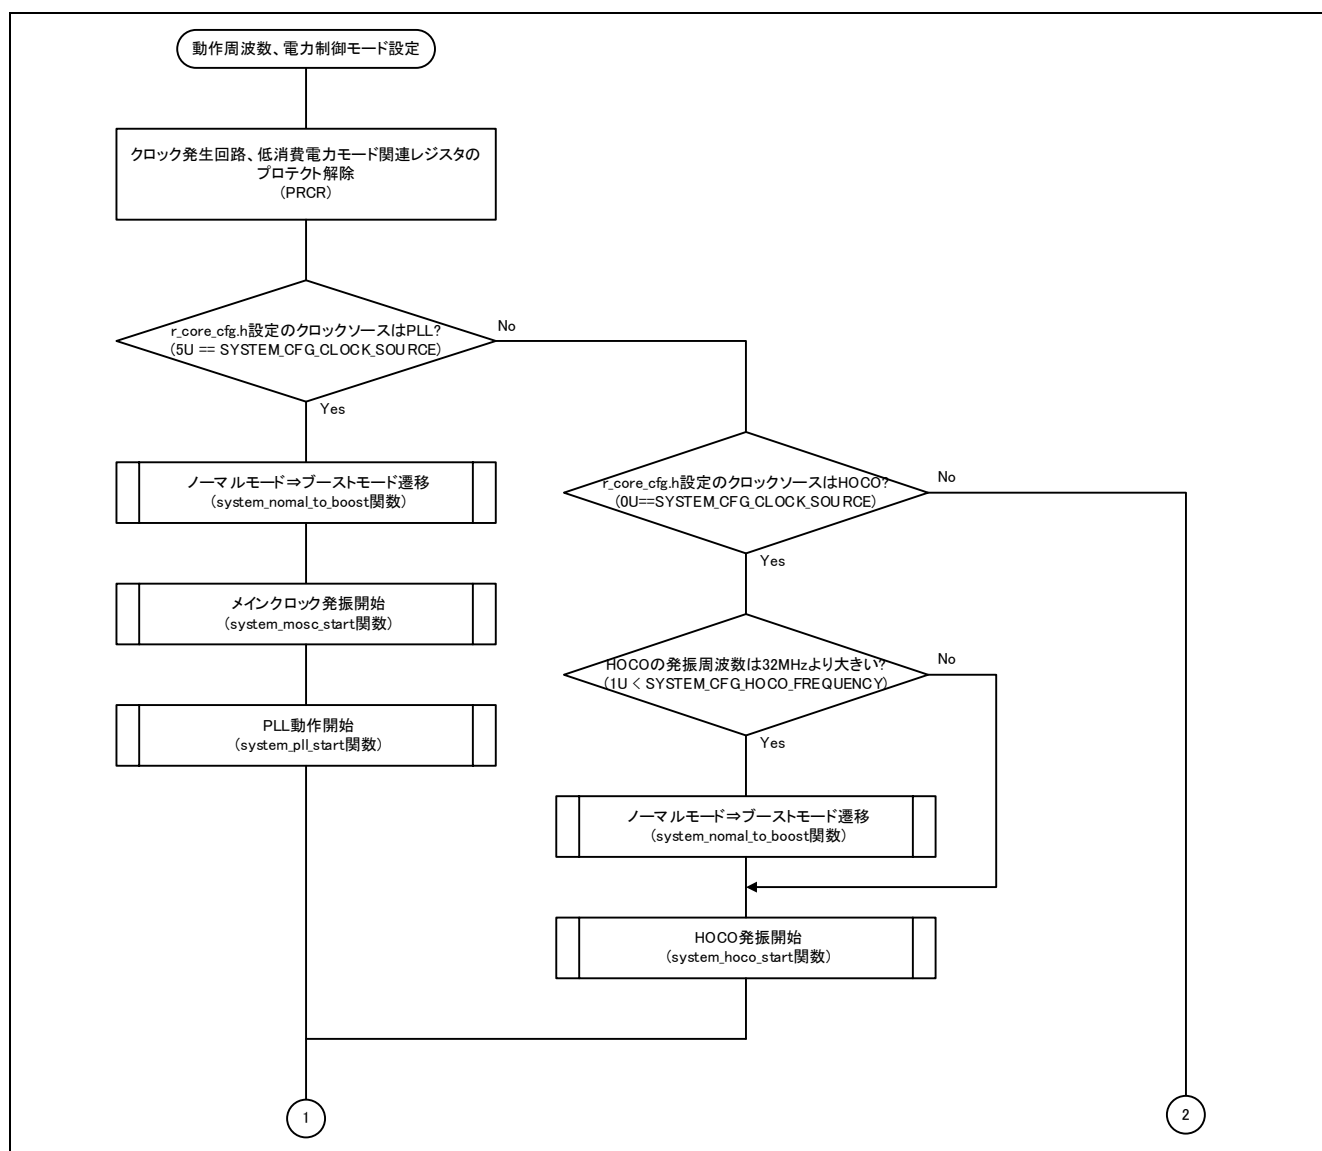 動作周波数、電力制御モード設定
クロック発生回路、低消費電力モード関連レジスタの
プロテクト解除
(PRCR)
r_core_cfg.h設定のクロックソースはPLL?
(5U == SYSTEM_CFG_CLOCK_SOURCE)
No
Yes
ノーマルモード⇒ブーストモード遷移
(system_nomal_to_boost関数)
メインクロック発振開始
(system_mosc_start関数)
PLL動作開始
(system_pll_start関数)
r_core_cfg.h設定のクロックソースはHOCO?
(0U==SYSTEM_CFG_CLOCK_SOURCE)
No
Yes
HOCOの発振周波数は32MHzより大きい?
(1U < SYSTEM_CFG_HOCO_FREQUENCY)
No
Yes
ノーマルモード⇒ブーストモード遷移
(system_nomal_to_boost関数)
HOCO発振開始
(system_hoco_start関数)
1
2